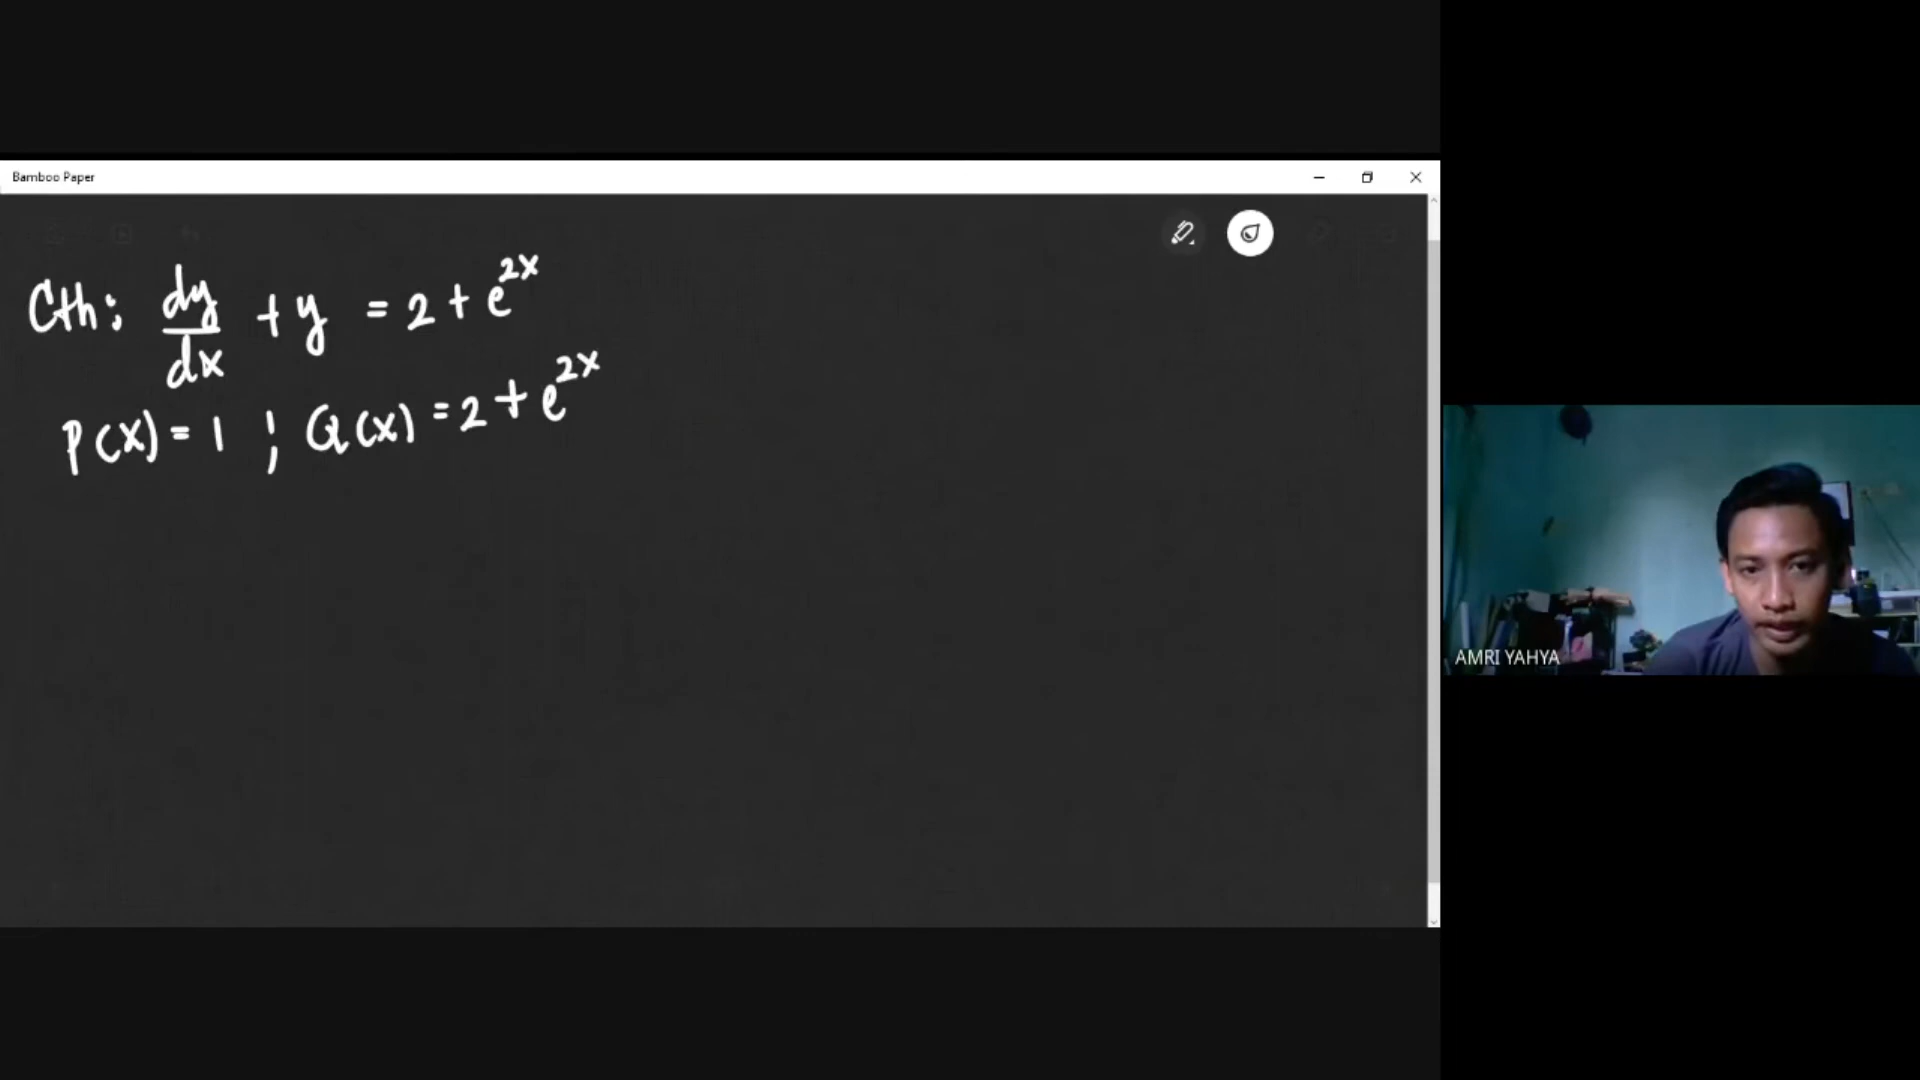 Bamboo Paper
Cth: dy/dx + y = 2 + e^2x
P(x) = 1 ; Q(x) = 2 + e^2x
AMRI YAHYA